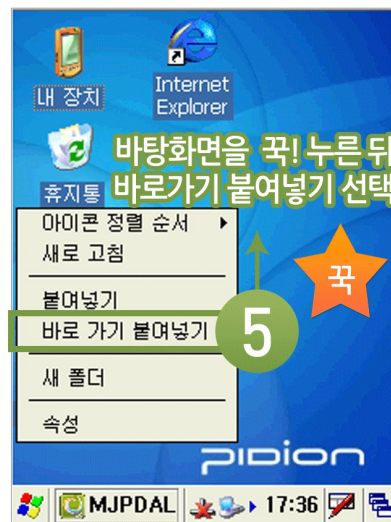 내 장치
Internet
Explorer
바탕화면을 꾹! 누른 뒤
휴지통
바로가기 붙여넣기 선택
아이콘 정렬 순서
새로 고침
꾹
붙여넣기
바로 가기 붙여넣기
5
새 폴더
속성
PIDION
MJPDAL
17:36